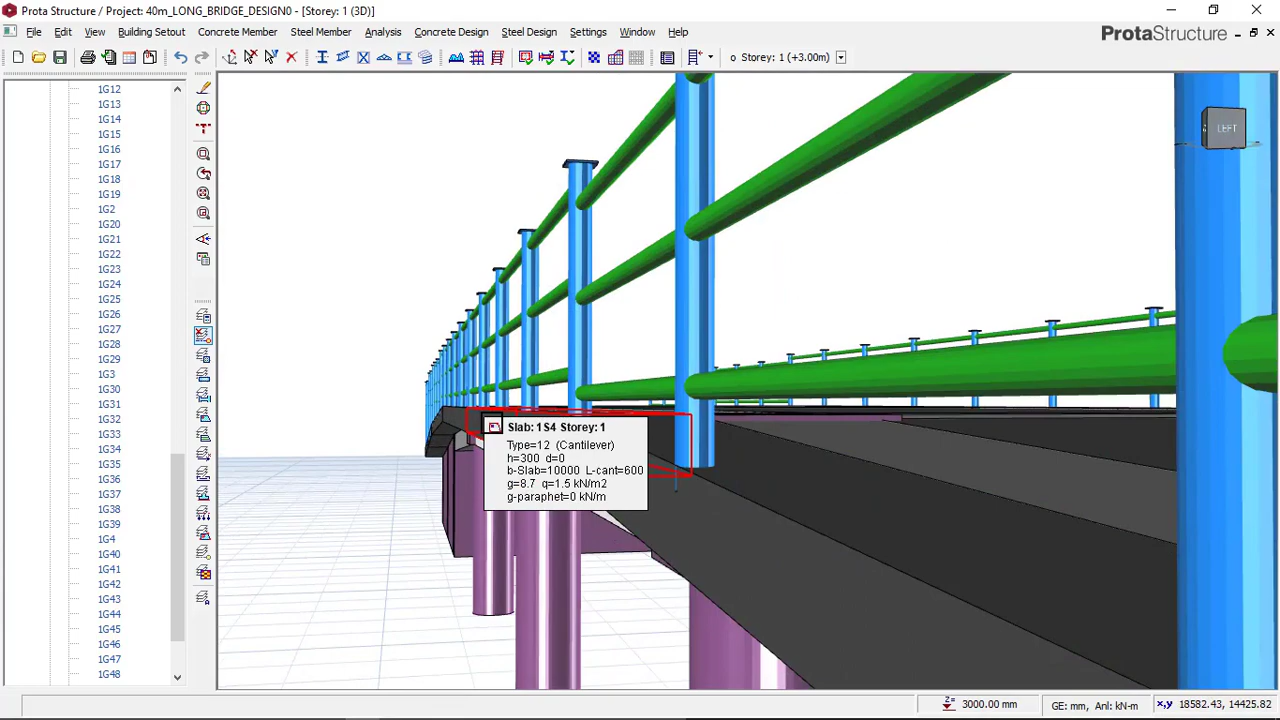 Prota Structure / Project: 40m_LONG_BRIDGE_DESIGN0 - [Storey: 1 (3D)]
File Edit View Building Setout Concrete Member Steel Member Analysis Concrete Design Steel Design Settings Window Help
ProtaStructure
o Storey: 1 (+3.00m)
1G12
1G13
1G14
1G15
1G16
1G17
1G18
1G19
1G2
1G20
1G21
1G22
1G23
1G24
1G25
1G26
1G27
1G28
1G29
1G3
1G30
1G31
1G32
1G33
1G34
1G35
1G36
1G37
1G38
1G39
1G4
1G40
1G41
1G42
1G43
1G44
1G45
1G46
1G47
1G48
LEFT
Slab: 1S4 Storey: 1
Type=12 (Cantilever)
h=300 d=0
b-Slab=10000 L-cant=600
g=8.7 q=1.5 kN/m2
g-paraphet=0 kN/m
Z= 3000.00 mm
GE: mm, Anl: kN-m
x,y 18582.43, 14425.82